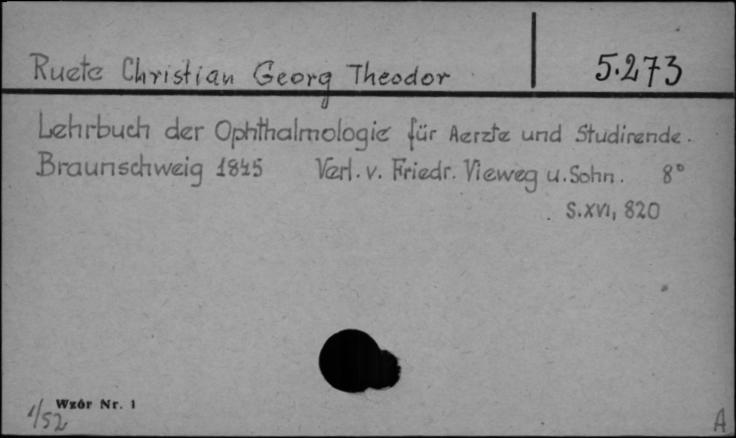 Ruete Christian Georg Theodor 5.273
Lehrbuch der Ophthalmologie für Aerzte und Studirende.
Braunschweig 1845 Verl. v. Friedr. Vieweg u. Sohn. 8°
S. XVI, 820
Wzór Nr. 1
1/52 A